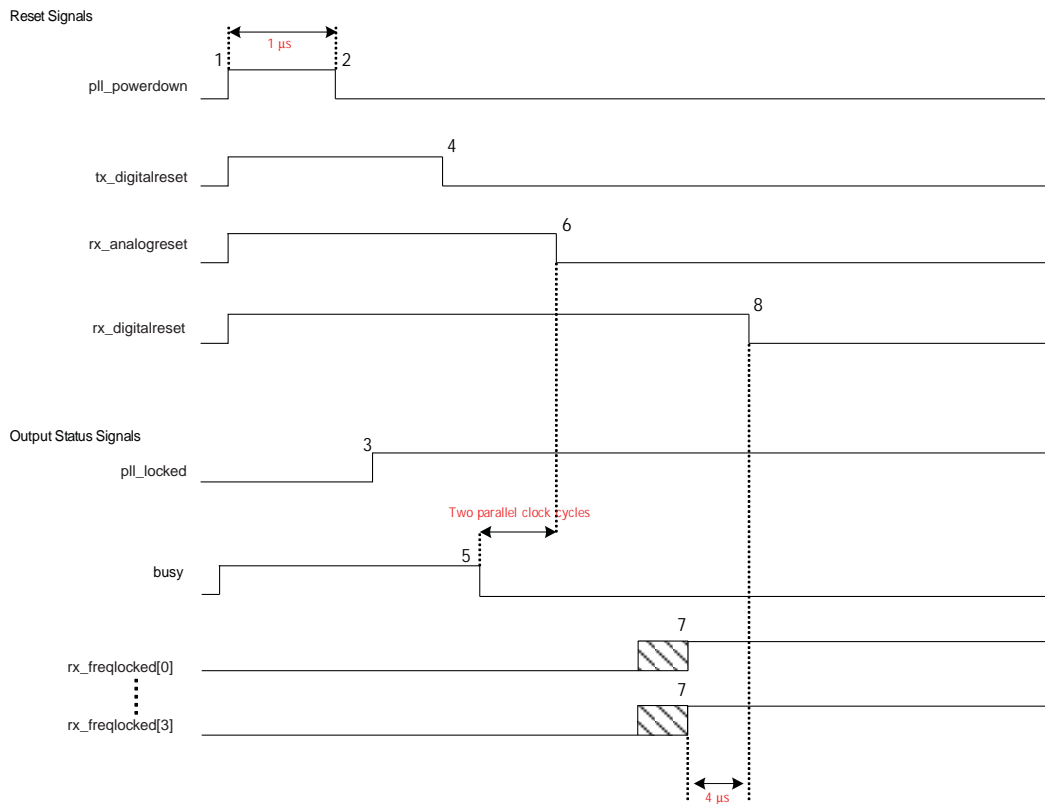 Reset Signals
1 µs
1
2
pll_powerdown
4
tx_digitalreset
6
rx_analogreset
8
rx_digitalreset
Output Status Signals
3
pll_locked
Two parallel clock cycles
5
busy
7
rx_freqlocked[0]
7
rx_freqlocked[3]
4 µs